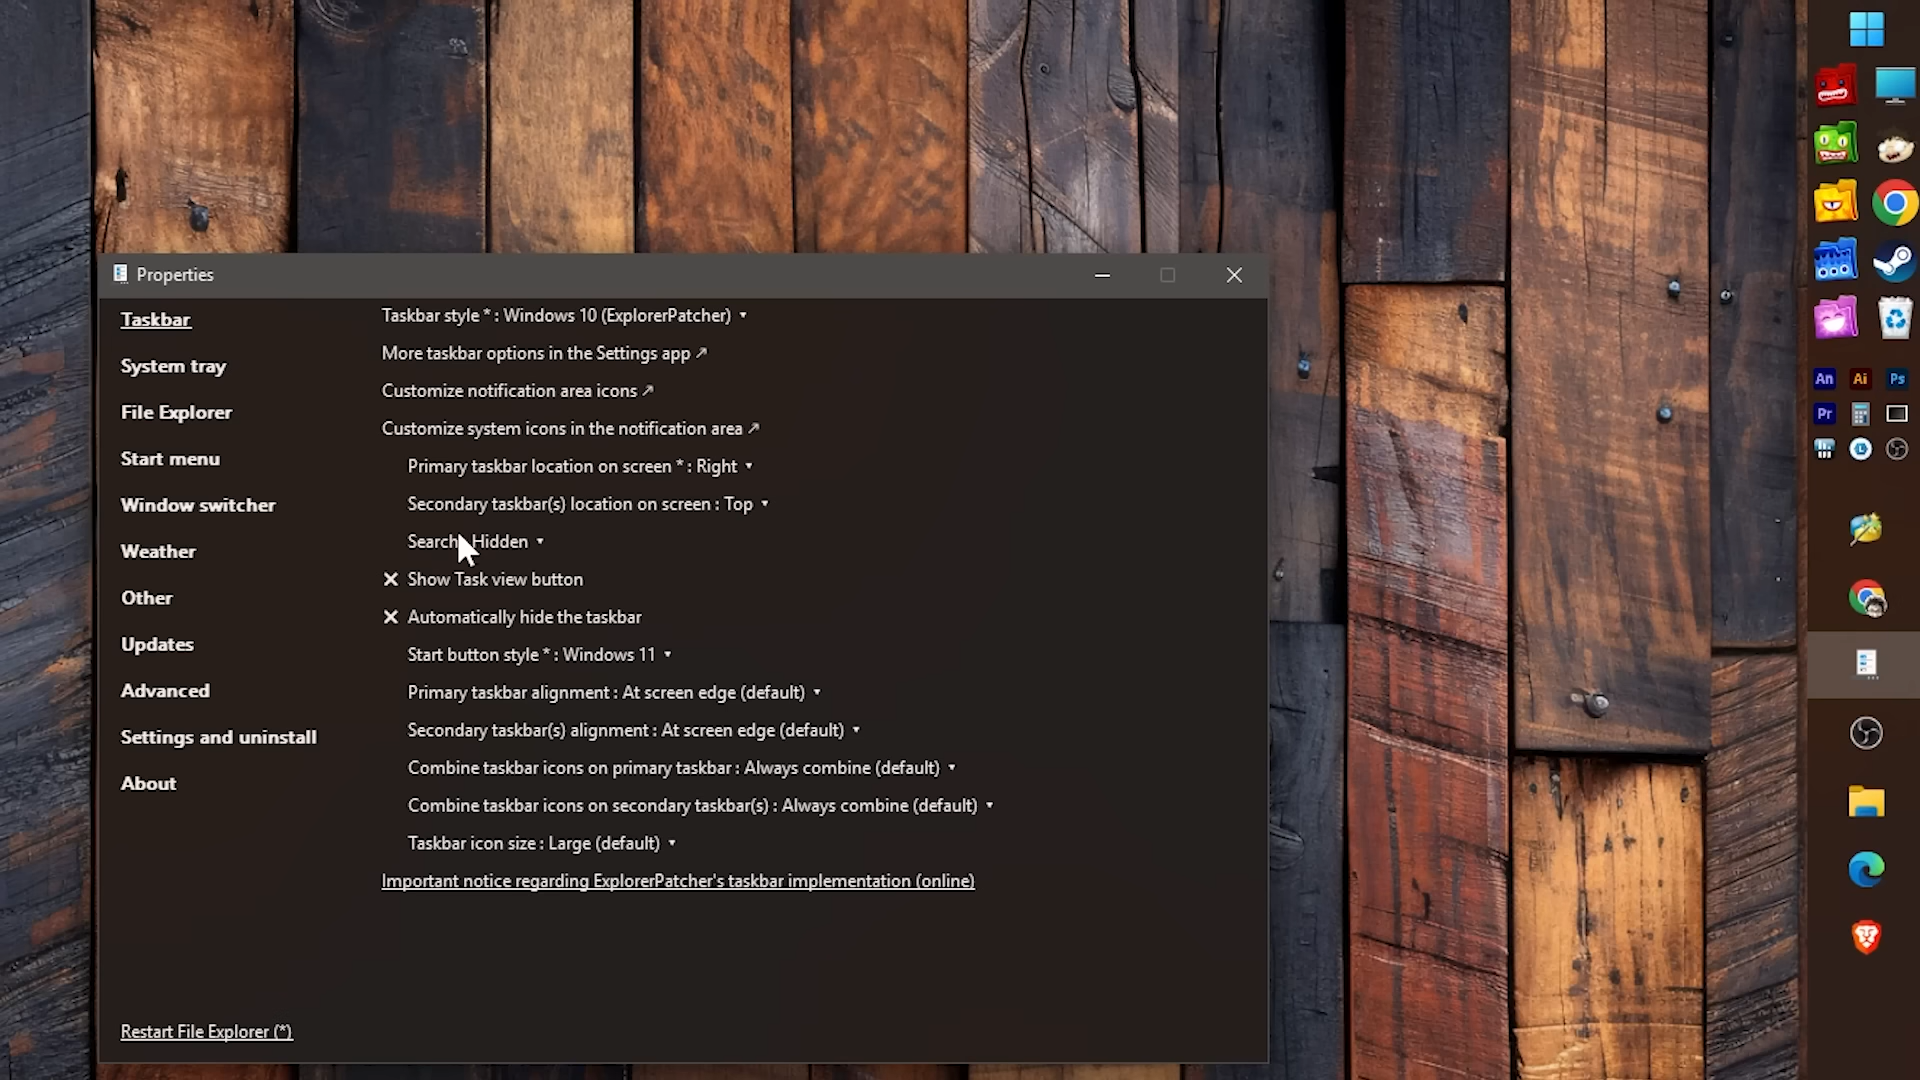 Properties
Taskbar
System tray
File Explorer
Start menu
Window switcher
Weather
Other
Updates
Advanced
Settings and uninstall
About
Restart File Explorer (*)
Taskbar style * : Windows 10 (ExplorerPatcher)
More taskbar options in the Settings app
Customize notification area icons
Customize system icons in the notification area
Primary taskbar location on screen * : Right
Secondary taskbar(s) location on screen : Top
Search Hidden
Show Task view button
Automatically hide the taskbar
Start button style * : Windows 11
Primary taskbar alignment : At screen edge (default)
Secondary taskbar(s) alignment : At screen edge (default)
Combine taskbar icons on primary taskbar : Always combine (default)
Combine taskbar icons on secondary taskbar(s) : Always combine (default)
Taskbar icon size : Large (default)
Important notice regarding ExplorerPatcher's taskbar implementation (online)
An Ai Ps
Pr